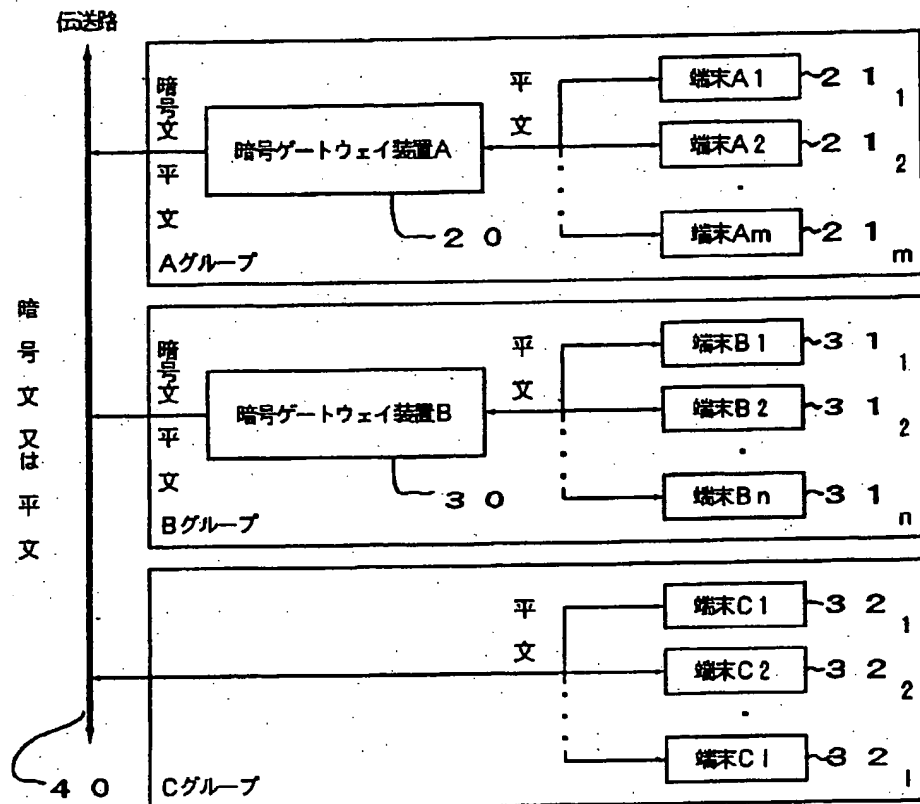 伝送路
暗号文又は平文
40
暗号文平文
暗号ゲートウェイ装置A
20
平文
端末A1
21 1
端末A2
21 2
端末Am
21 m
Aグループ
暗号文平文
暗号ゲートウェイ装置B
30
平文
端末B1
31 1
端末B2
31 2
端末Bn
31 n
Bグループ
平文
端末C1
32 1
端末C2
32 2
端末Cl
32 l
Cグループ